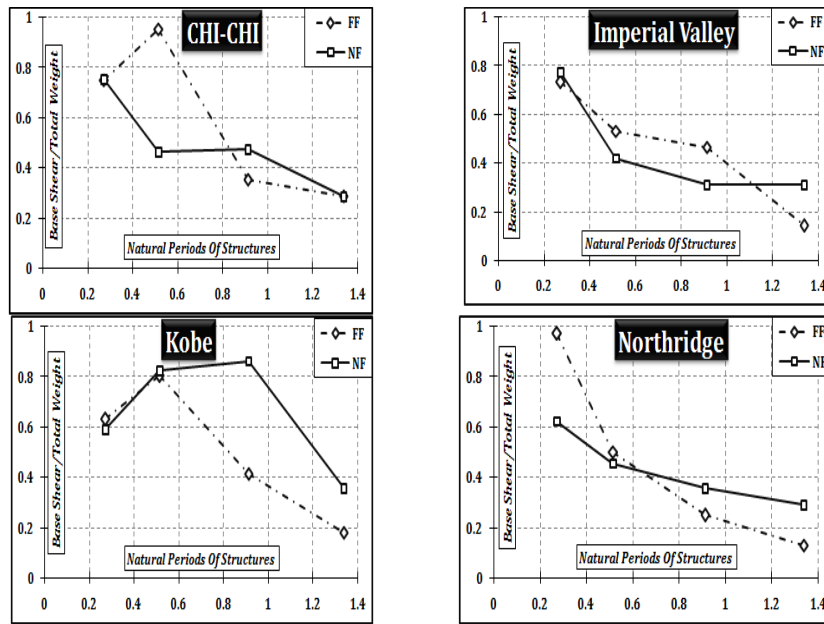 CHI-CHI
FF
NF
Base Shear/Total Weight
1
0.8
0.6
0.4
0.2
0
Natural Periods Of Structures
0 0.2 0.4 0.6 0.8 1 1.2 1.4
Imperial Valley
FF
NF
Base Shear/Total Weight
1
0.8
0.6
0.4
0.2
0
Natural Periods Of Structures
0 0.2 0.4 0.6 0.8 1 1.2 1.4
Kobe
FF
NF
Base Shear/Total Weight
1
0.8
0.6
0.4
0.2
0
Natural Periods Of Structures
0 0.2 0.4 0.6 0.8 1 1.2 1.4
Northridge
FF
NF
Base Shear/Total Weight
1
0.8
0.6
0.4
0.2
0
Natural Periods Of Structures
0 0.2 0.4 0.6 0.8 1 1.2 1.4